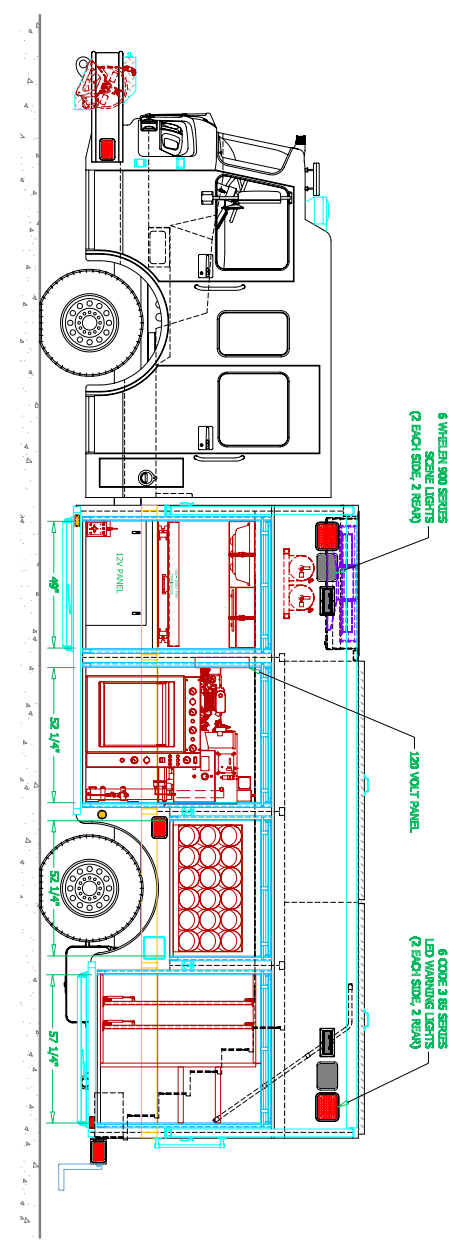 6 WHELEN 900 SERIES
SCENE LIGHTS
(2 EACH SIDE, 2 REAR)
120 VOLT PANEL
6 CODE 3 85 SERIES
LED WARNING LIGHTS
(2 EACH SIDE, 2 REAR)
12V PANEL
49"
52 1/4"
52 1/4"
57 1/4"